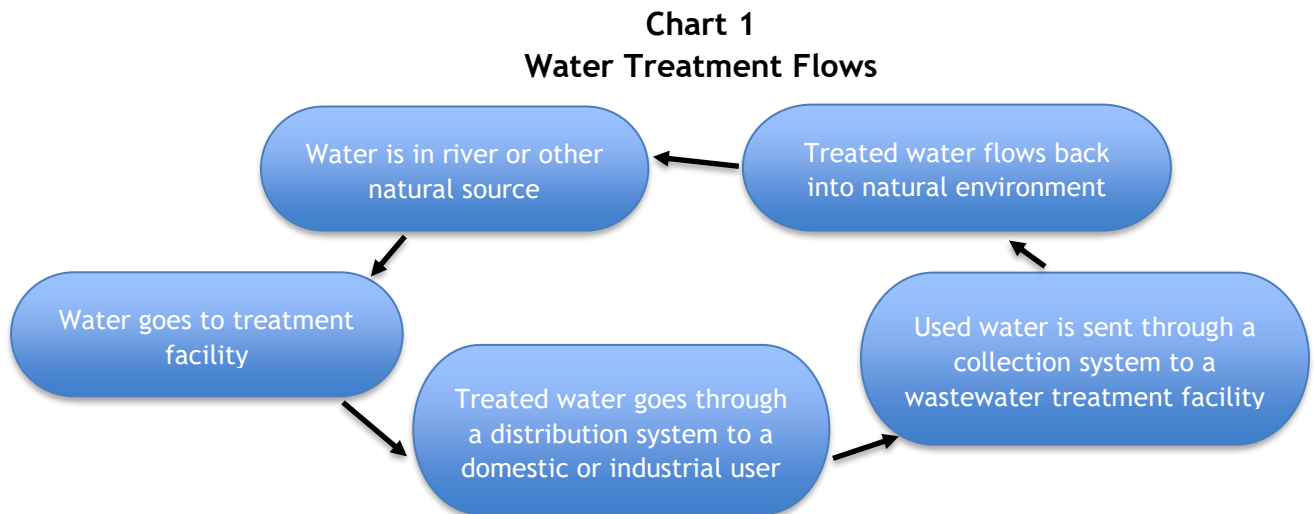 Chart 1
Water Treatment Flows
Water is in river or other
natural source
Treated water flows back
into natural environment
Water goes to treatment
facility
Treated water goes through
a distribution system to a
domestic or industrial user
Used water is sent through a
collection system to a
wastewater treatment facility